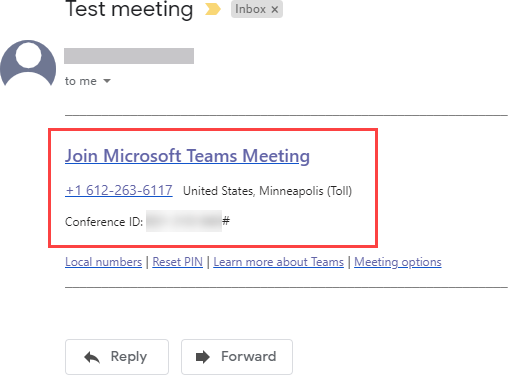 Test meeting Inbox ×
to me
Join Microsoft Teams Meeting
+1 612-263-6117 United States, Minneapolis (Toll)
Conference ID: #
Local numbers | Reset PIN | Learn more about Teams | Meeting options
Reply Forward